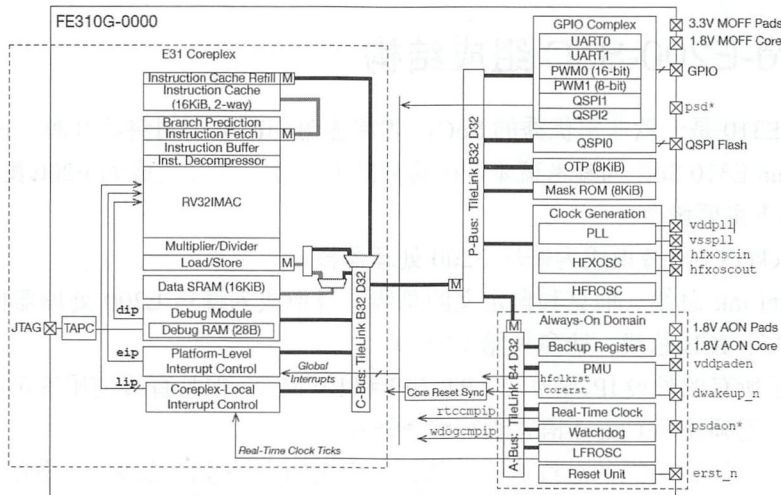 FE310G-0000
E31 Coreplex
Instruction Cache Refill
M
Instruction Cache
(16KiB, 2-way)
Branch Prediction
Instruction Fetch
M
Instruction Buffer
Inst. Decompressor
RV32IMAC
Multiplier/Divider
Load/Store
M
Data SRAM (16KiB)
dip
Debug Module
Debug RAM (28B)
JTAG
TAPC
eip
Platform-Level
Interrupt Control
Global
Interrupts
lip
Coreplex-Local
Interrupt Control
Real-Time Clock Ticks
C-Bus: TileLink B32 D32
M
P-Bus: TileLink B32 D32
GPIO Complex
UART0
UART1
PWM0 (16-bit)
PWM1 (8-bit)
QSPI1
QSPI2
QSPI0
OTP (8KiB)
Mask ROM (8KiB)
Clock Generation
PLL
HFXOSC
HFROSC
M
A-Bus: TileLink B4 D32
Always-On Domain
Backup Registers
PMU
hfclkrst
corerst
Core Reset Sync
rtccmpip
Real-Time Clock
wdogcmpip
Watchdog
LFROSC
Reset Unit
3.3V MOFF Pads
1.8V MOFF Core
GPIO
psd*
QSPI Flash
vddpll
vsspll
hfxoscin
hfxoscout
1.8V AON Pads
1.8V AON Core
vddpaden
dwakeup_n
psdaon*
erst_n